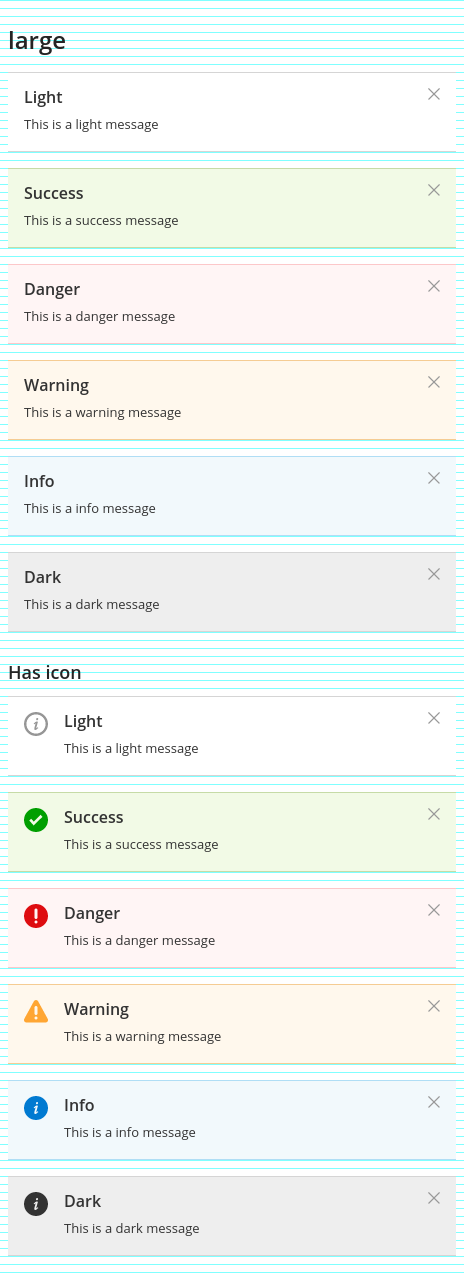 large
Light
This is a light message
Success
This is a success message
Danger
This is a danger message
Warning
This is a warning message
Info
This is a info message
Dark
This is a dark message
Has icon
Light
This is a light message
Success
This is a success message
Danger
This is a danger message
Warning
This is a warning message
Info
This is a info message
Dark
This is a dark message